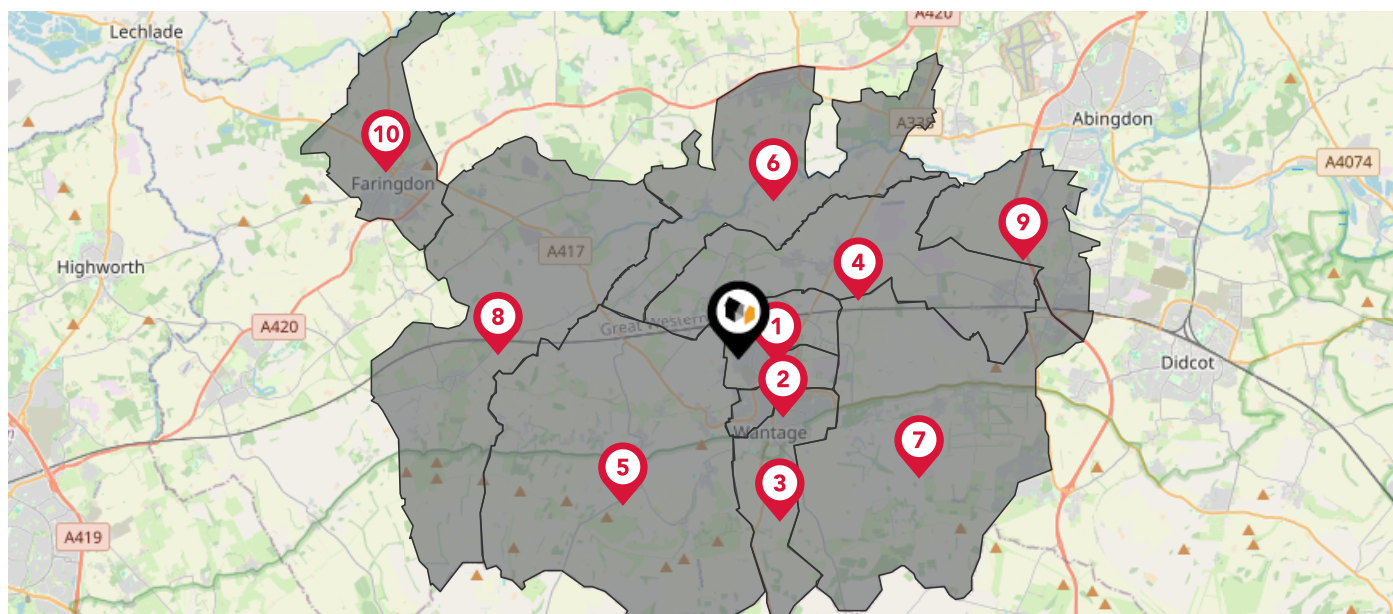 Lechlade
A420
10
A338
Abingdon
6
A4074
Faringdon
9
A417
4
Highworth
8
A420
Great Western
1
Didcot
2
Wantage
7
5
3
A419